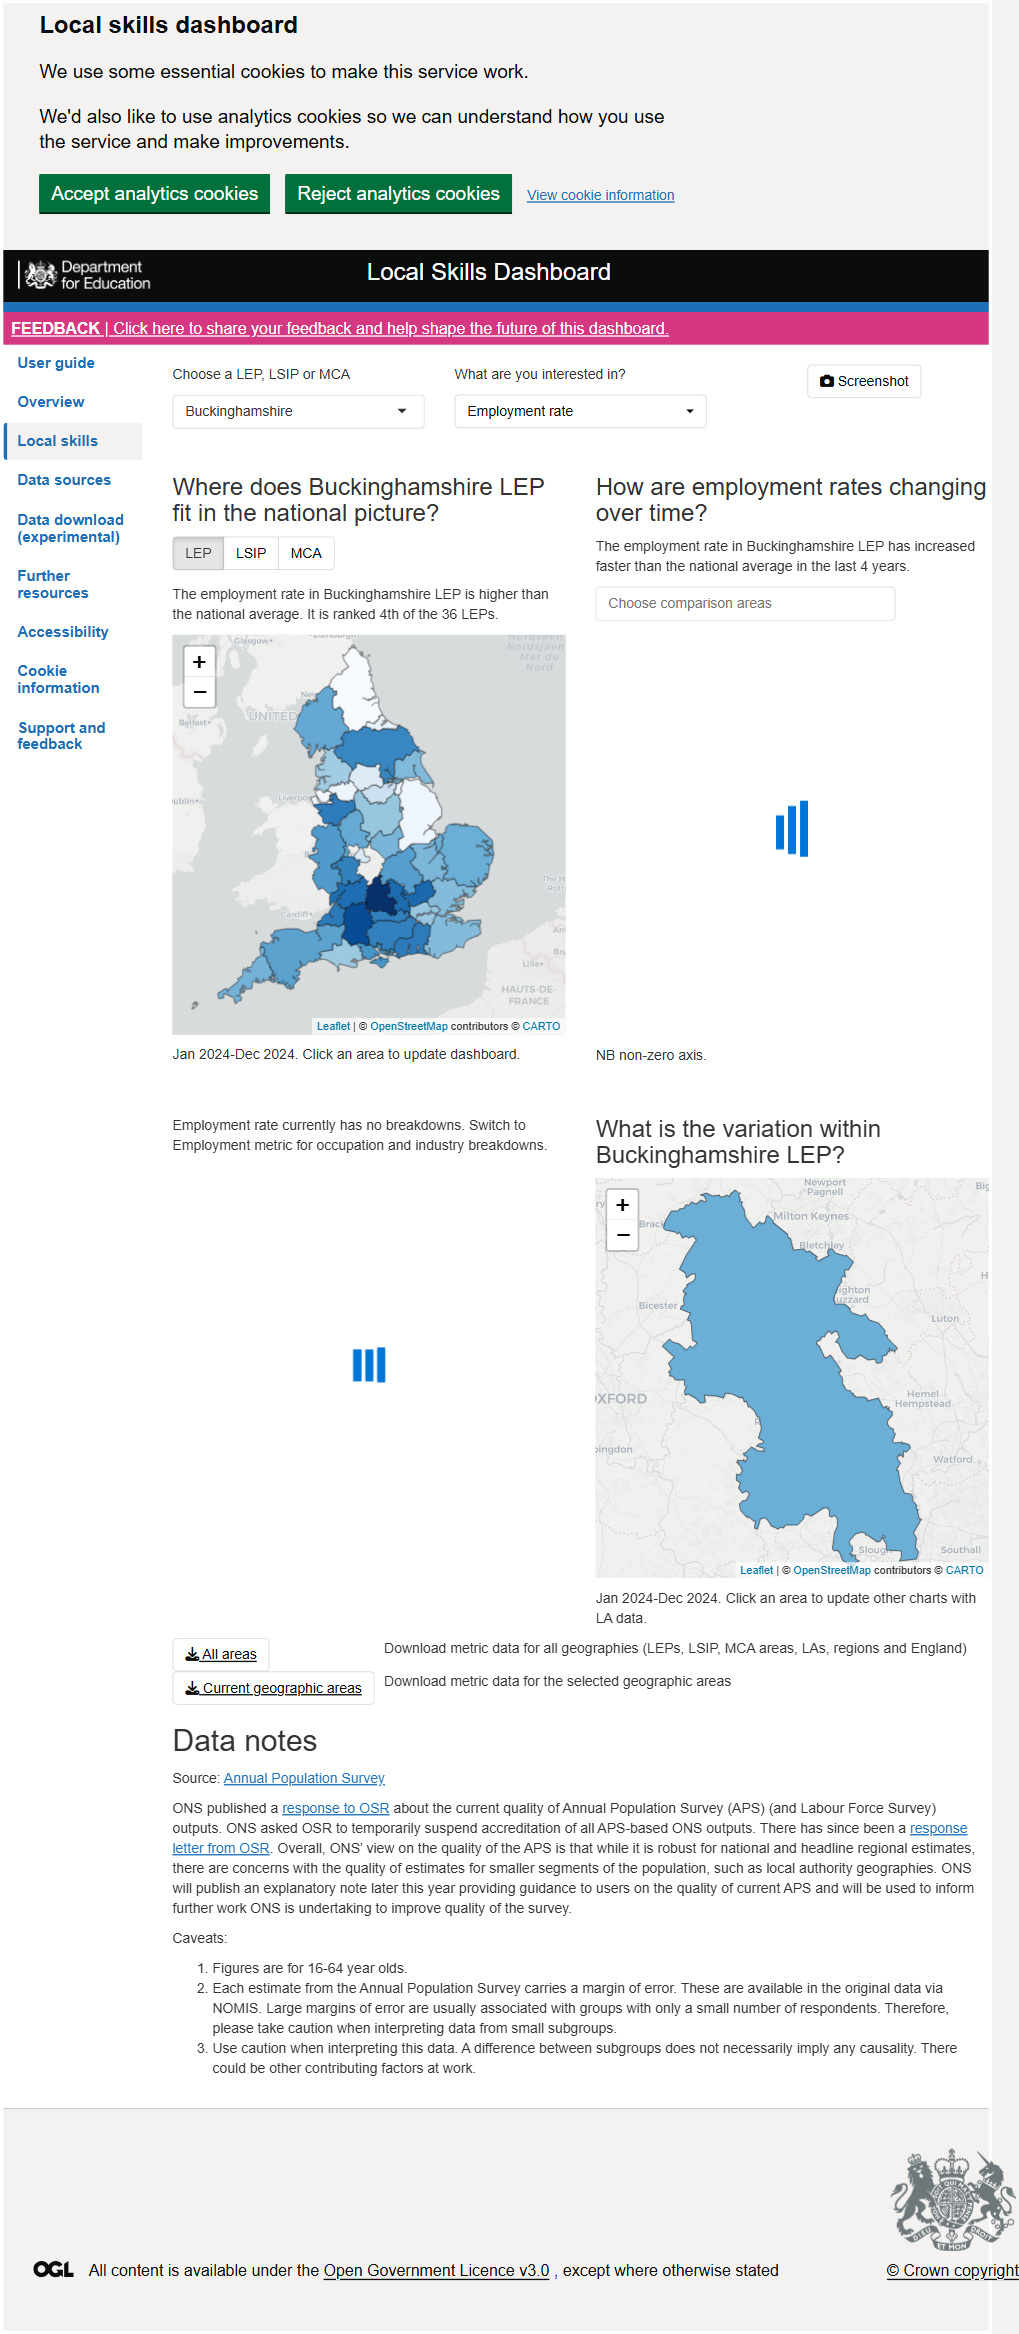 Local skills dashboard
We use some essential cookies to make this service work.
We'd also like to use analytics cookies so we can understand how you use
the service and make improvements.
Accept analytics cookies
Reject analytics cookies
View cookie information
Department
for Education
Local Skills Dashboard
FEEDBACK | Click here to share your feedback and help shape the future of this dashboard.
User guide
Overview
Local skills
Data sources
Data download
(experimental)
Further
resources
Accessibility
Cookie
information
Support and
feedback
Choose a LEP, LSIP or MCA
Buckinghamshire
What are you interested in?
Employment rate
Screenshot
Where does Buckinghamshire LEP
fit in the national picture?
LEP
LSIP
MCA
The employment rate in Buckinghamshire LEP is higher than
the national average. It is ranked 4th of the 36 LEPs.
+
−
Glasgow
Nordsjøen
Mer du
Nord
UNITED
Belfast
Liverpoo
ublin
Cardiff
The H
Rott
An
Bru
Lille
HAUTS-DE-
FRANCE
Leaflet | © OpenStreetMap contributors © CARTO
Jan 2024-Dec 2024. Click an area to update dashboard.
How are employment rates changing
over time?
The employment rate in Buckinghamshire LEP has increased
faster than the national average in the last 4 years.
Choose comparison areas
NB non-zero axis.
Employment rate currently has no breakdowns. Switch to
Employment metric for occupation and industry breakdowns.
What is the variation within
Buckinghamshire LEP?
+
−
Newport
Pagnell
Big
Brack
Milton Keynes
Bletchley
ighton
uzzard
Bicester
Luton
H
OXFORD
Hemel
Hempstead
bingdon
Watford
Slough
Southall
Leaflet | © OpenStreetMap contributors © CARTO
Jan 2024-Dec 2024. Click an area to update other charts with
LA data.
All areas
Download metric data for all geographies (LEPs, LSIP, MCA areas, LAs, regions and England)
Current geographic areas
Download metric data for the selected geographic areas
Data notes
Source: Annual Population Survey
ONS published a response to OSR about the current quality of Annual Population Survey (APS) (and Labour Force Survey)
outputs. ONS asked OSR to temporarily suspend accreditation of all APS-based ONS outputs. There has since been a response
letter from OSR. Overall, ONS' view on the quality of the APS is that while it is robust for national and headline regional estimates,
there are concerns with the quality of estimates for smaller segments of the population, such as local authority geographies. ONS
will publish an explanatory note later this year providing guidance to users on the quality of current APS and will be used to inform
further work ONS is undertaking to improve quality of the survey.
Caveats:
1. Figures are for 16-64 year olds.
2. Each estimate from the Annual Population Survey carries a margin of error. These are available in the original data via
NOMIS. Large margins of error are usually associated with groups with only a small number of respondents. Therefore,
please take caution when interpreting data from small subgroups.
3. Use caution when interpreting this data. A difference between subgroups does not necessarily imply any causality. There
could be other contributing factors at work.
DIEU ET MON DROIT
OGL All content is available under the Open Government Licence v3.0 , except where otherwise stated
© Crown copyright